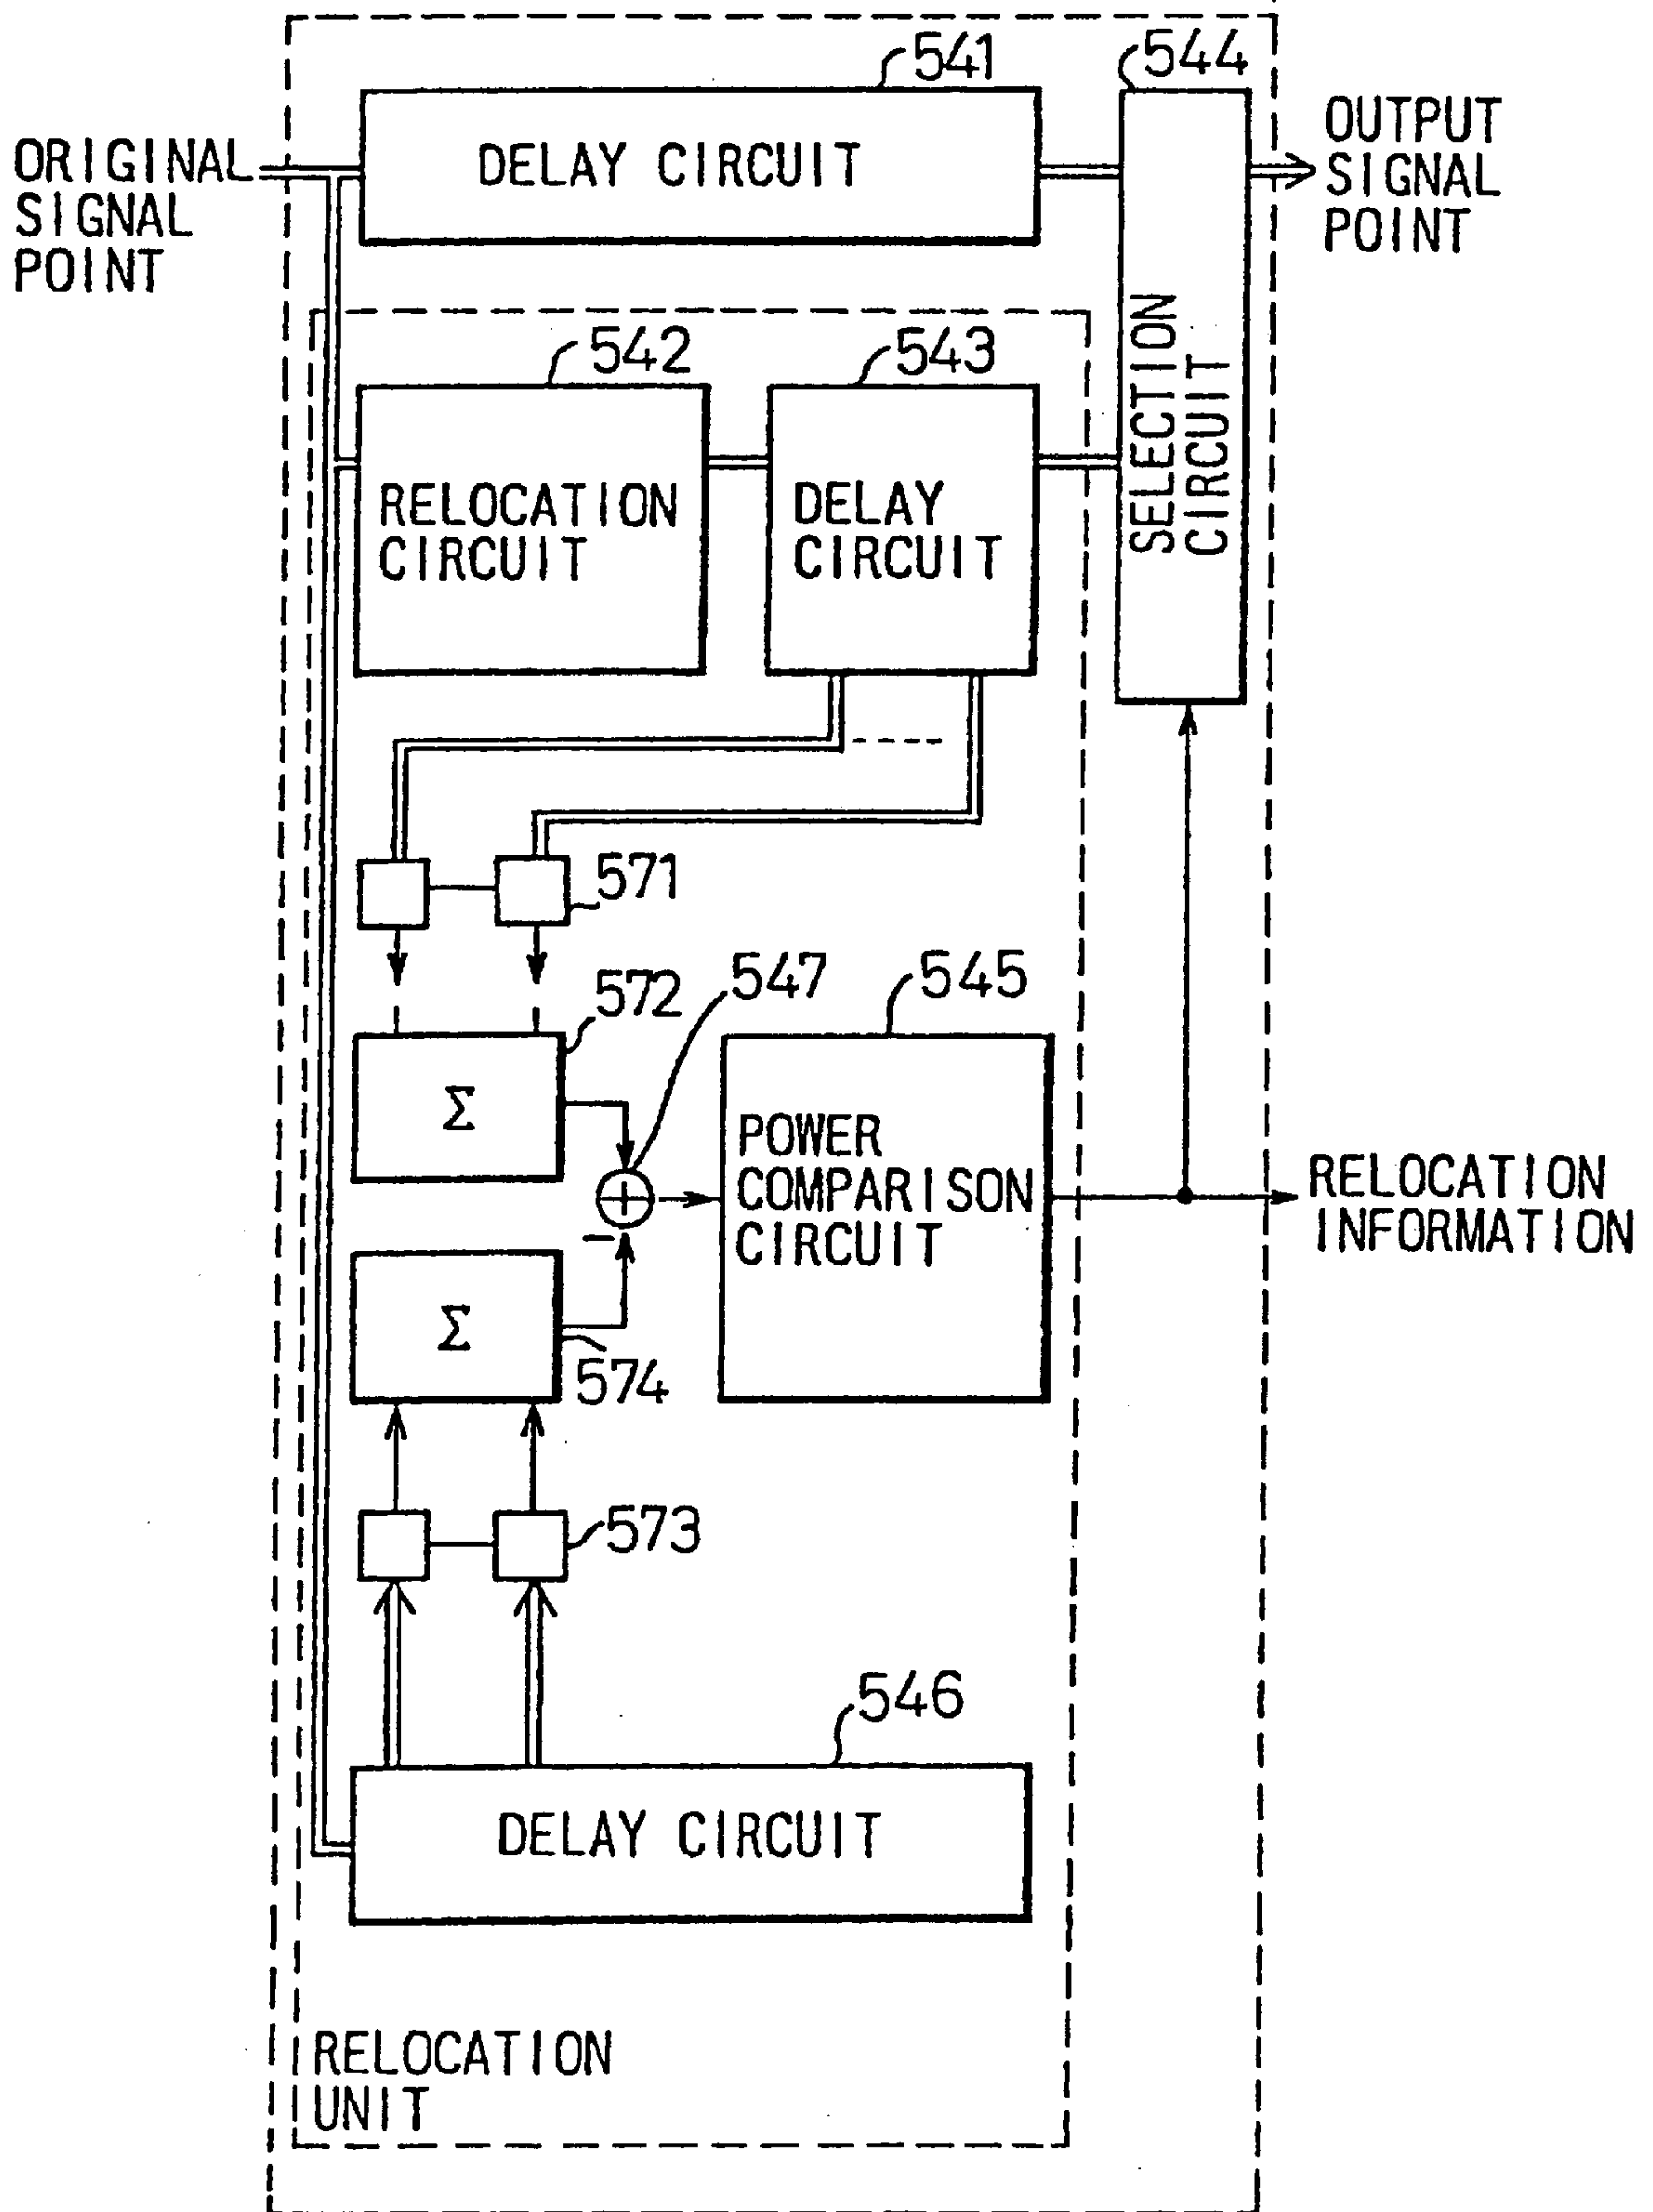 541
544
ORIGINAL
SIGNAL
POINT
DELAY CIRCUIT
OUTPUT
SIGNAL
POINT
542
543
RELOCATION
CIRCUIT
DELAY
CIRCUIT
SELECTION
CIRCUIT
571
572
547
545
Σ
POWER
COMPARISON
CIRCUIT
+
−
RELOCATION
INFORMATION
Σ
574
573
546
DELAY CIRCUIT
RELOCATION
UNIT